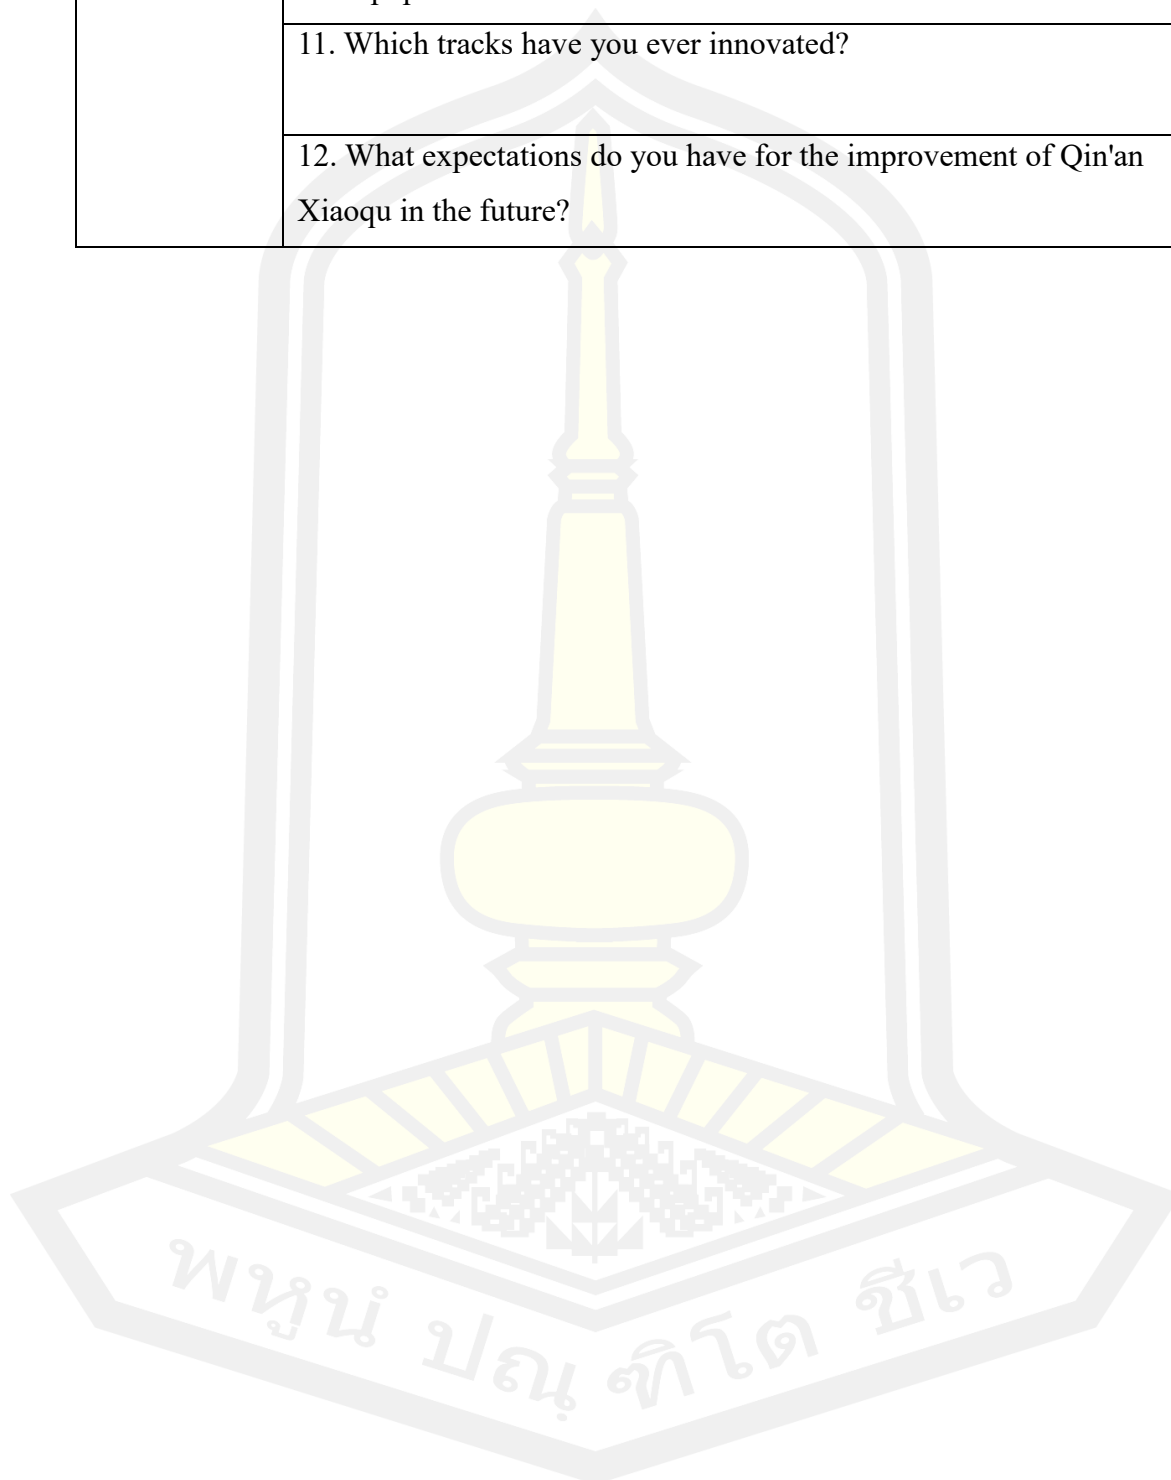 11. Which tracks have you ever innovated?
12. What expectations do you have for the improvement of Qin'an
Xiaoqu in the future?
พหูนํ ปณฺฑิโต ชีเว